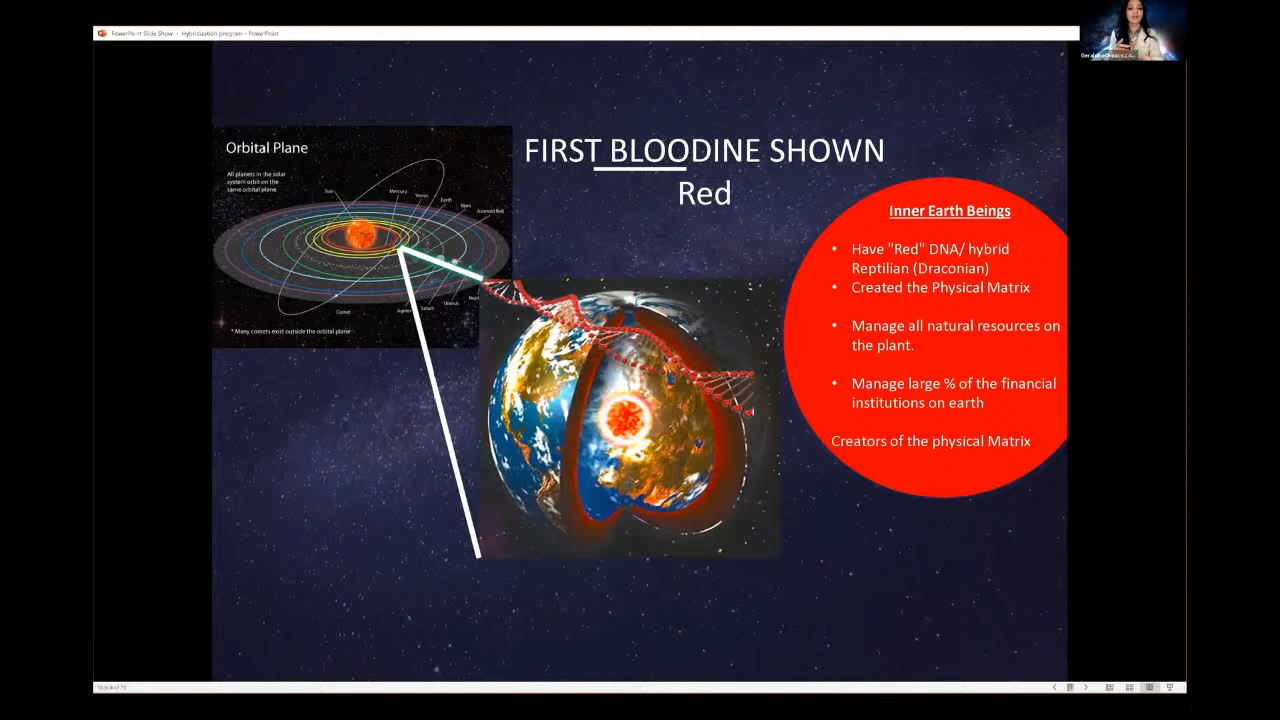 PowerPoint Slide Show - Hybridization program - PowerPoint
Orbital Plane
All planets in the solar
system orbit on the
same orbital plane
Sun
Mercury
Venus
Earth
Mars
Asteroid Belt
Neptu
Uranus
Saturn
Jupiter
Comet
* Many comets exist outside the orbital plane
FIRST BLOODINE SHOWN
Red
Inner Earth Beings
• Have "Red" DNA/ hybrid
Reptilian (Draconian)
• Created the Physical Matrix
• Manage all natural resources on
the plant.
• Manage large % of the financial
institutions on earth
Creators of the physical Matrix